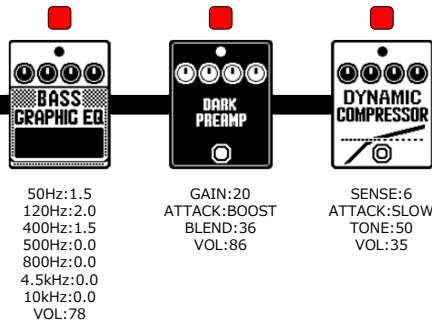 BASS
GRAPHIC EQ
50Hz:1.5
120Hz:2.0
400Hz:1.5
500Hz:0.0
800Hz:0.0
4.5kHz:0.0
10kHz:0.0
VOL:78
DARK
PREAMP
GAIN:20
ATTACK:BOOST
BLEND:36
VOL:86
DYNAMIC
COMPRESSOR
SENSE:6
ATTACK:SLOW
TONE:50
VOL:35